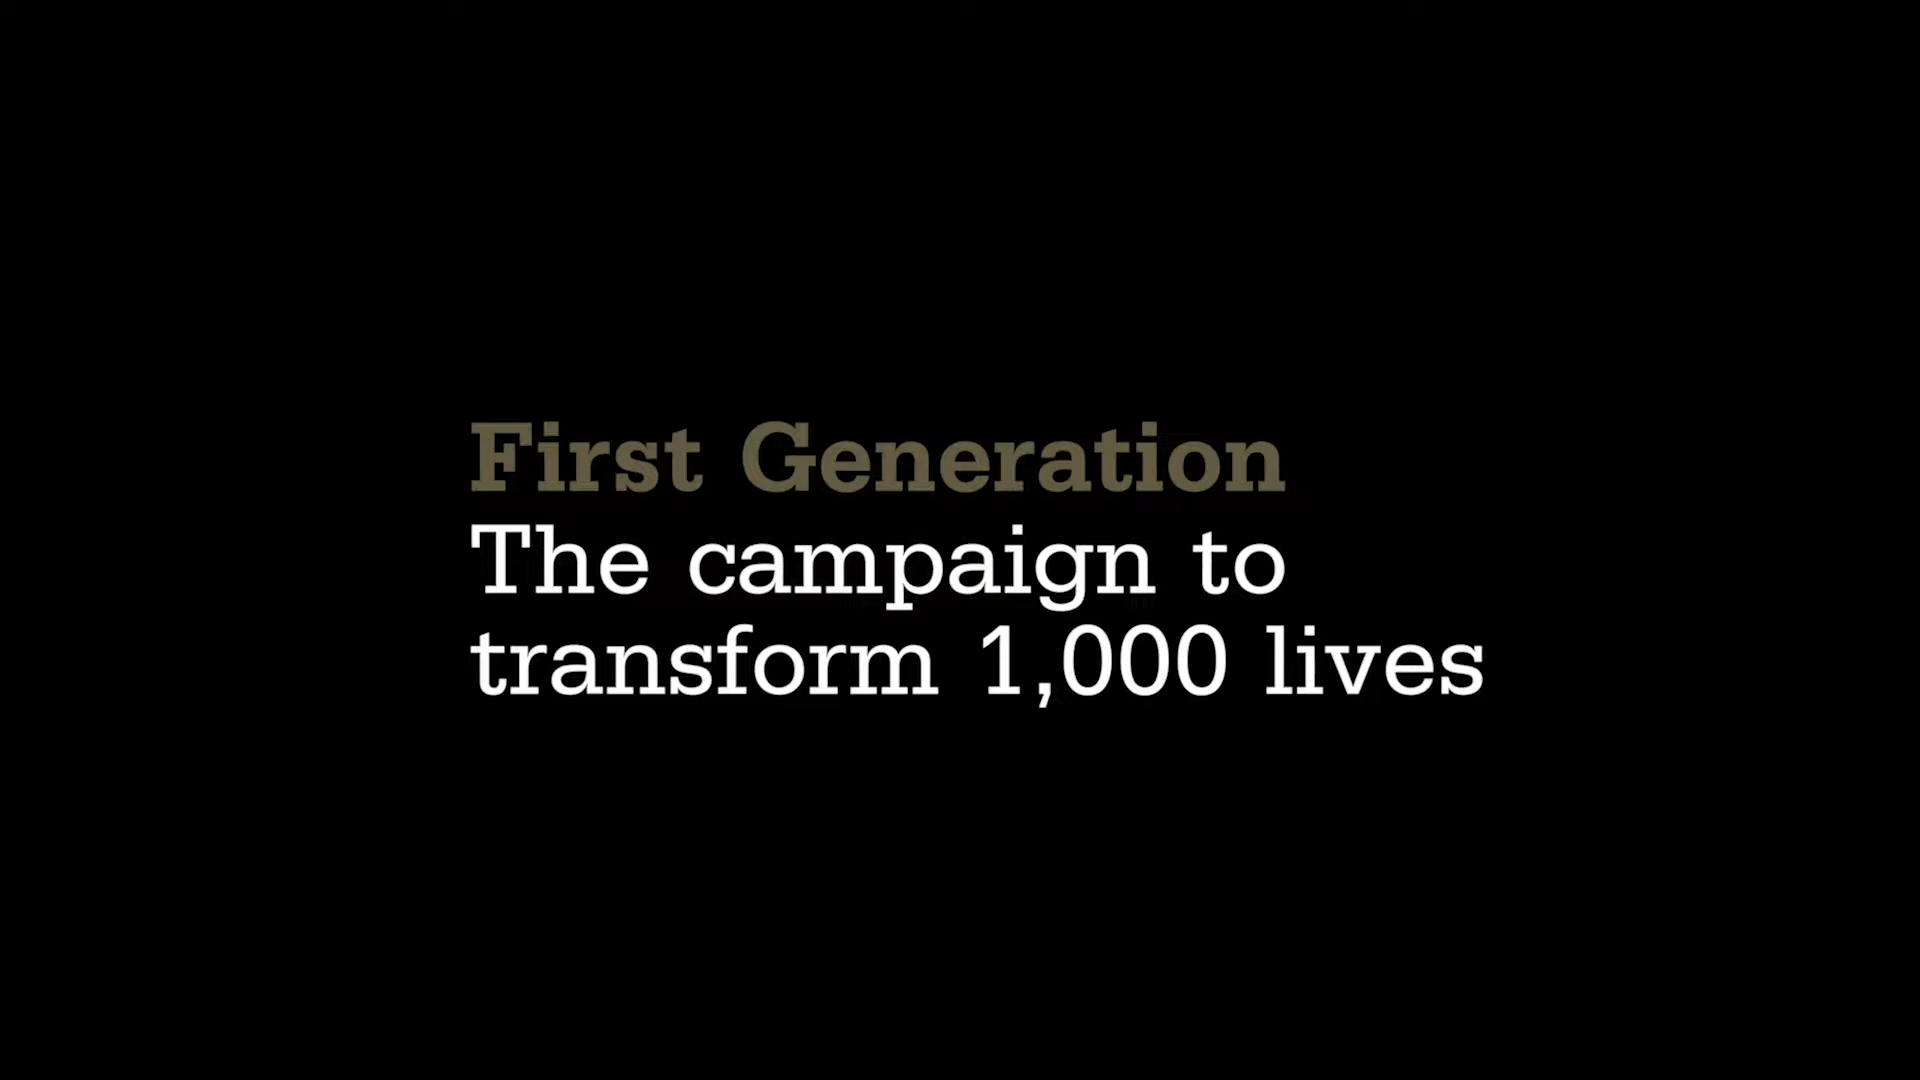 First Generation
The campaign to
transform 1,000 lives